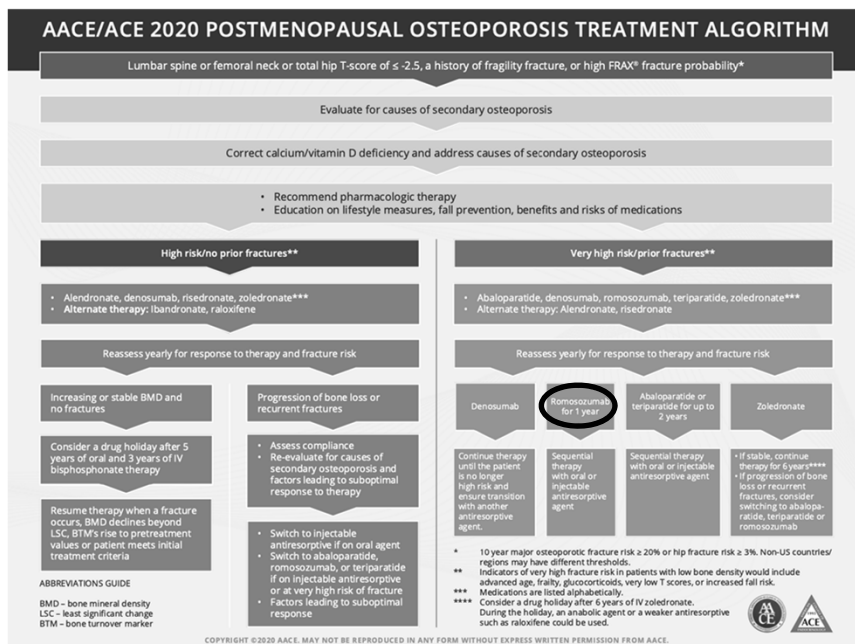 AACE/ACE 2020 POSTMENOPAUSAL OSTEOPOROSIS TREATMENT ALGORITHM
Lumbar spine or femoral neck or total hip T-score of ≤ -2.5, a history of fragility fracture, or high FRAX® fracture probability*
Evaluate for causes of secondary osteoporosis
Correct calcium/vitamin D deficiency and address causes of secondary osteoporosis
• Recommend pharmacologic therapy
• Education on lifestyle measures, fall prevention, benefits and risks of medications
High risk/no prior fractures**
• Alendronate, denosumab, risedronate, zoledronate***
• Alternate therapy: Ibandronate, raloxifene
Reassess yearly for response to therapy and fracture risk
Increasing or stable BMD and
no fractures
Consider a drug holiday after 5
years of oral and 3 years of IV
bisphosphonate therapy
Resume therapy when a fracture
occurs, BMD declines beyond
LSC, BTM's rise to pretreatment
values or patient meets initial
treatment criteria
Progression of bone loss or
recurrent fractures
• Assess compliance
• Re-evaluate for causes of
secondary osteoporosis and
factors leading to suboptimal
response to therapy
• Switch to injectable
antiresorptive if on oral agent
• Switch to abaloparatide,
romosozumab, or teriparatide
if on injectable antiresorptive
or at very high risk of fracture
• Factors leading to suboptimal
response
ABBREVIATIONS GUIDE
BMD – bone mineral density
LSC – least significant change
BTM – bone turnover marker
Very high risk/prior fractures**
• Abaloparatide, denosumab, romosozumab, teriparatide, zoledronate***
• Alternate therapy: Alendronate, risedronate
Reassess yearly for response to therapy and fracture risk
Denosumab
Continue therapy
until the patient
is no longer
high risk and
ensure transition
with another
antiresorptive
agent.
Romosozumab
for 1 year
Sequential
therapy
with oral or
injectable
antiresorptive
agent
Abaloparatide or
teriparatide for up to
2 years
Sequential therapy
with oral or injectable
antiresorptive agent
Zoledronate
• If stable, continue
therapy for 6 years****
• If progression of bone
loss or recurrent
fractures, consider
switching to abalopa-
ratide, teriparatide or
romosozumab
* 10 year major osteoporotic fracture risk ≥ 20% or hip fracture risk ≥ 3%. Non-US countries/
regions may have different thresholds.
** Indicators of very high fracture risk in patients with low bone density would include
advanced age, frailty, glucocorticoids, very low T scores, or increased fall risk.
*** Medications are listed alphabetically.
**** Consider a drug holiday after 6 years of IV zoledronate.
During the holiday, an anabolic agent or a weaker antiresorptive
such as raloxifene could be used.
AACE
ACE
COPYRIGHT ©2020 AACE. MAY NOT BE REPRODUCED IN ANY FORM WITHOUT EXPRESS WRITTEN PERMISSION FROM AACE.